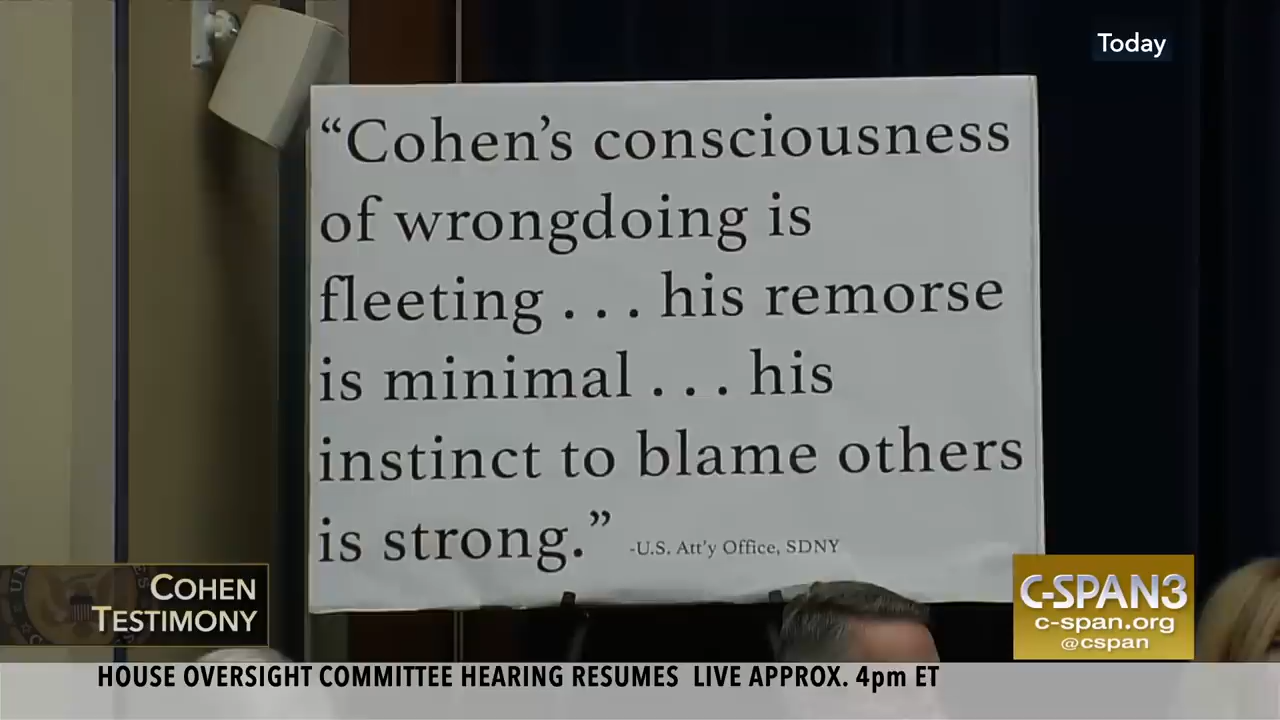 Today
“Cohen’s consciousness
of wrongdoing is
fleeting . . . his remorse
is minimal . . . his
instinct to blame others
is strong.” -U.S. Att’y Office, SDNY
COHEN
TESTIMONY
C-SPAN3
c-span.org
@cspan
HOUSE OVERSIGHT COMMITTEE HEARING RESUMES LIVE APPROX. 4pm ET